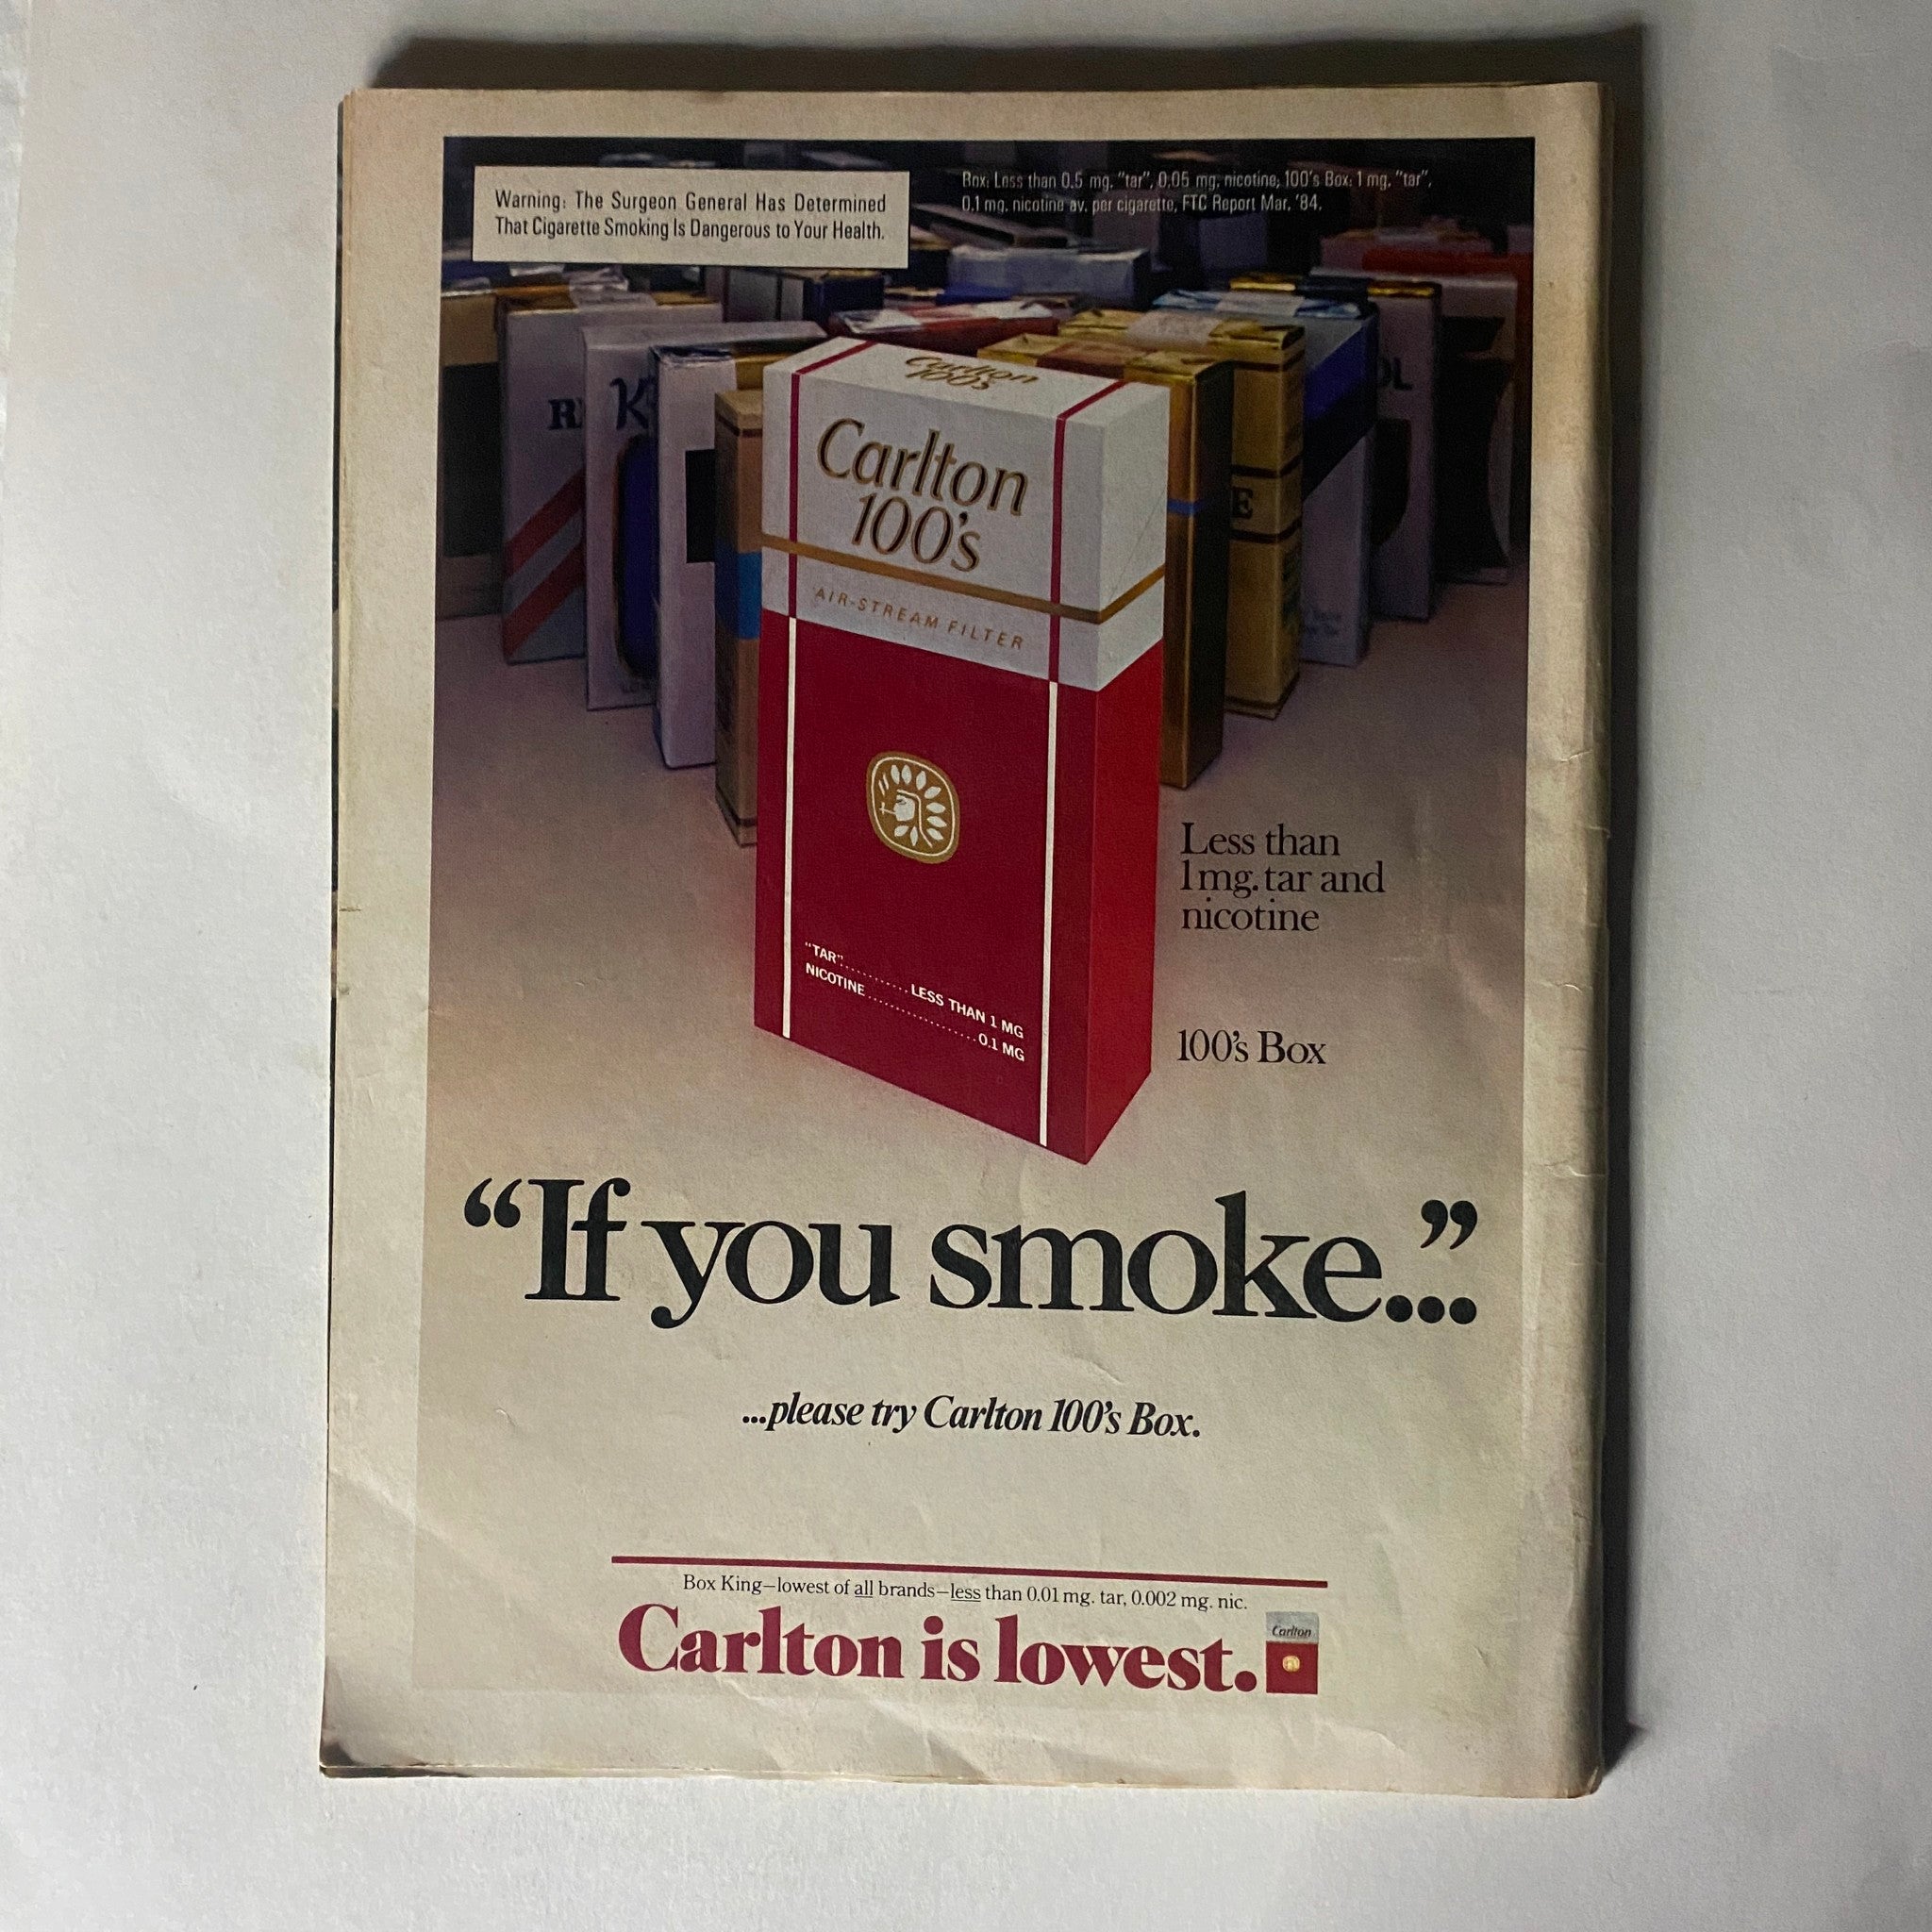 Warning: The Surgeon General Has Determined
That Cigarette Smoking Is Dangerous to Your Health.
Box: Less than 0.5 mg. "tar", 0.05 mg. nicotine; 100's Box: 1 mg. "tar",
0.1 mg. nicotine av. per cigarette, FTC Report Mar. '84.
Carlton
100's
Carlton
100's
AIR-STREAM FILTER
"TAR"..........LESS THAN 1 MG
NICOTINE....................0.1 MG
Less than
1 mg. tar and
nicotine
100's Box
“If you smoke...”
...please try Carlton 100's Box.
Box King—lowest of all brands—less than 0.01 mg. tar, 0.002 mg. nic.
Carlton is lowest.
Carlton